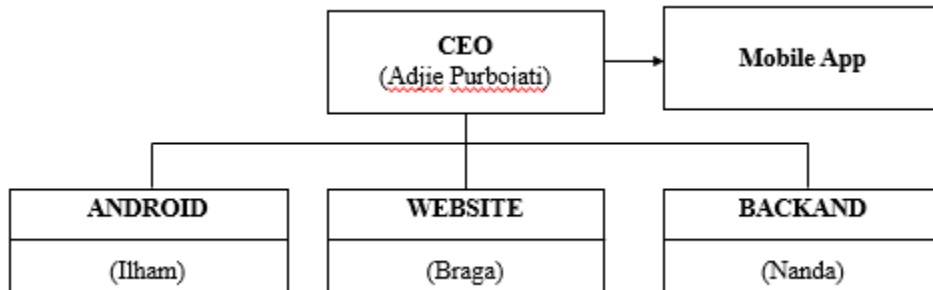 CEO
(Adjie Purbojati)
Mobile App
ANDROID
WEBSITE
BACKAND
(Ilham)
(Braga)
(Nanda)